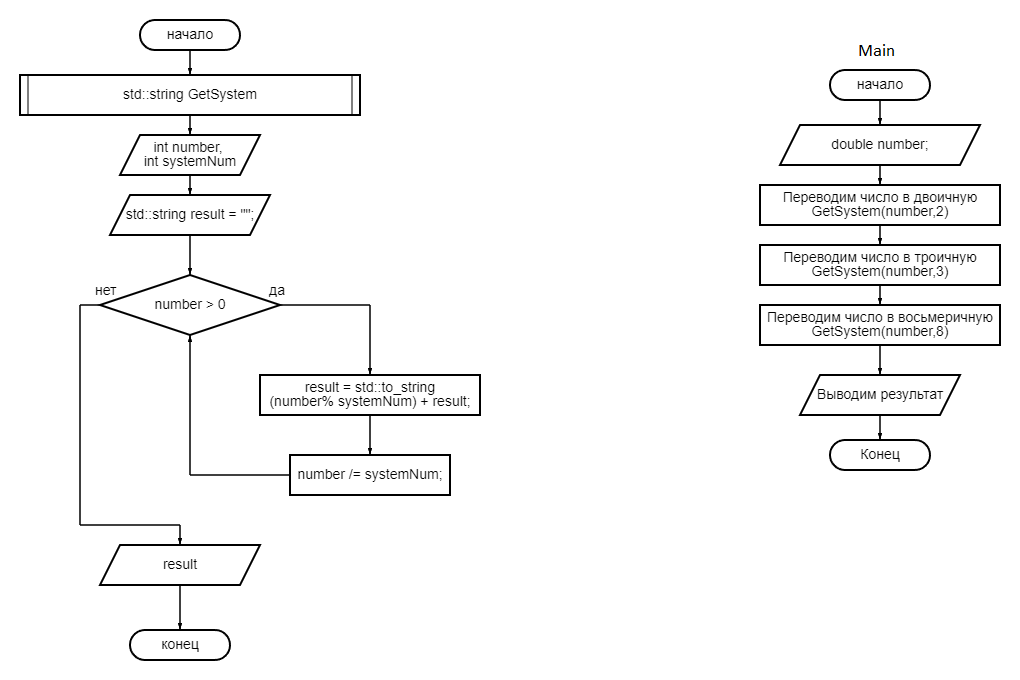 начало
std::string GetSystem
int number,
int systemNum
std::string result = "";
number > 0
нет
да
result = std::to_string
(number% systemNum) + result;
number /= systemNum;
result
конец
Main
начало
double number;
Переводим число в двоичную
GetSystem(number,2)
Переводим число в троичную
GetSystem(number,3)
Переводим число в восьмеричную
GetSystem(number,8)
Выводим результат
Конец